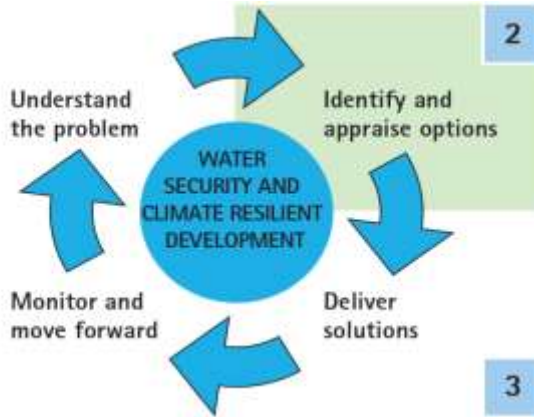 2
Understand
the problem
Identify and
appraise options
WATER
SECURITY AND
CLIMATE RESILIENT
DEVELOPMENT
Monitor and
move forward
Deliver
solutions
3